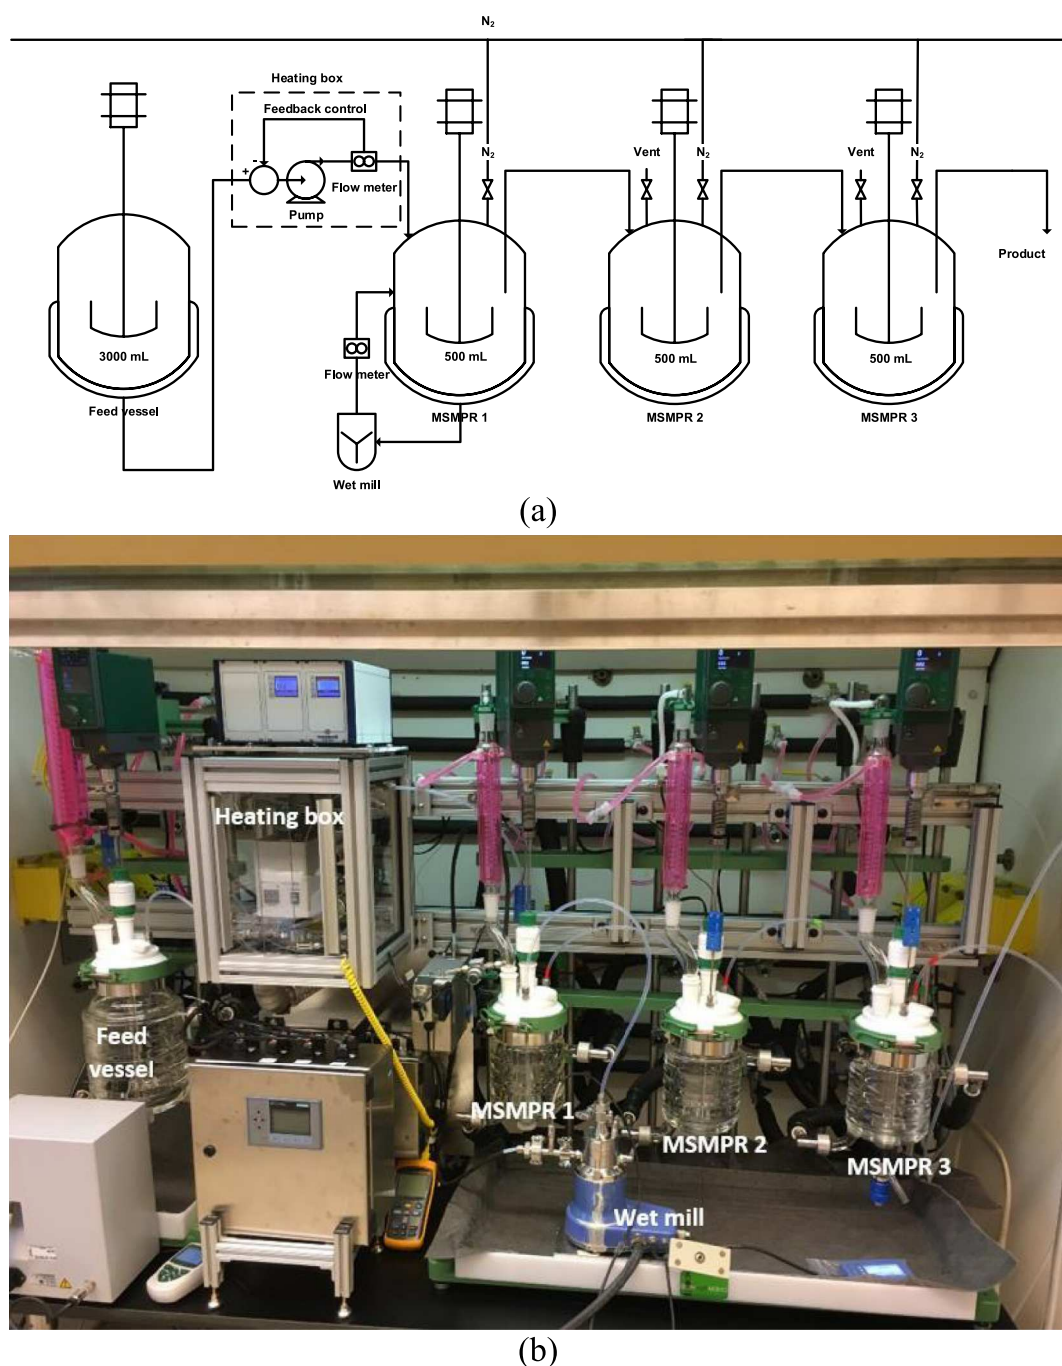 N2
Heating box
Feedback control
-
+
N2
Vent
N2
Vent
N2
Flow meter
Pump
Product
3000 mL
500 mL
500 mL
500 mL
Flow meter
Feed vessel
MSMPR 1
MSMPR 2
MSMPR 3
Wet mill
(a)
Heating box
Feed
vessel
MSMPR 1
MSMPR 2
MSMPR 3
Wet mill
(b)